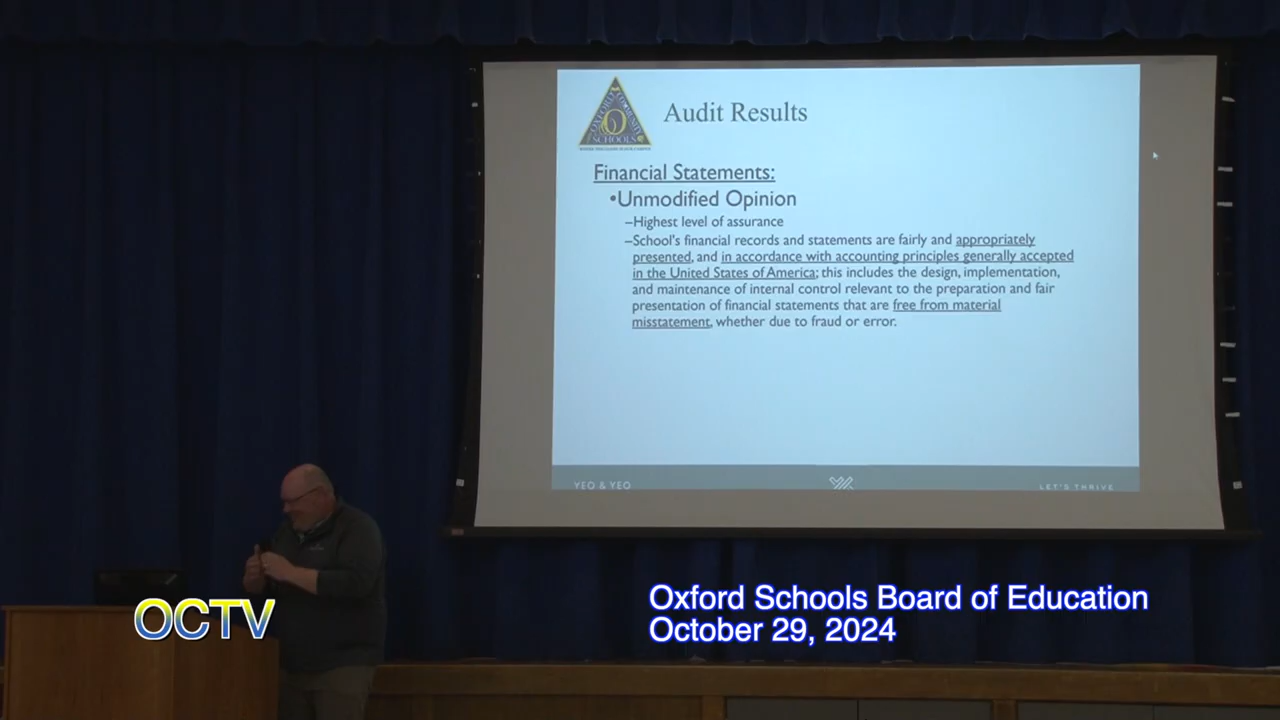 Audit Results
OXFORD COMMUNITY
SCHOOLS
Financial Statements:
•Unmodified Opinion
–Highest level of assurance
–School's financial records and statements are fairly and appropriately
presented, and in accordance with accounting principles generally accepted
in the United States of America; this includes the design, implementation,
and maintenance of internal control relevant to the preparation and fair
presentation of financial statements that are free from material
misstatement, whether due to fraud or error.
YEO & YEO
LET'S THRIVE
OCTV
Oxford Schools Board of Education
October 29, 2024